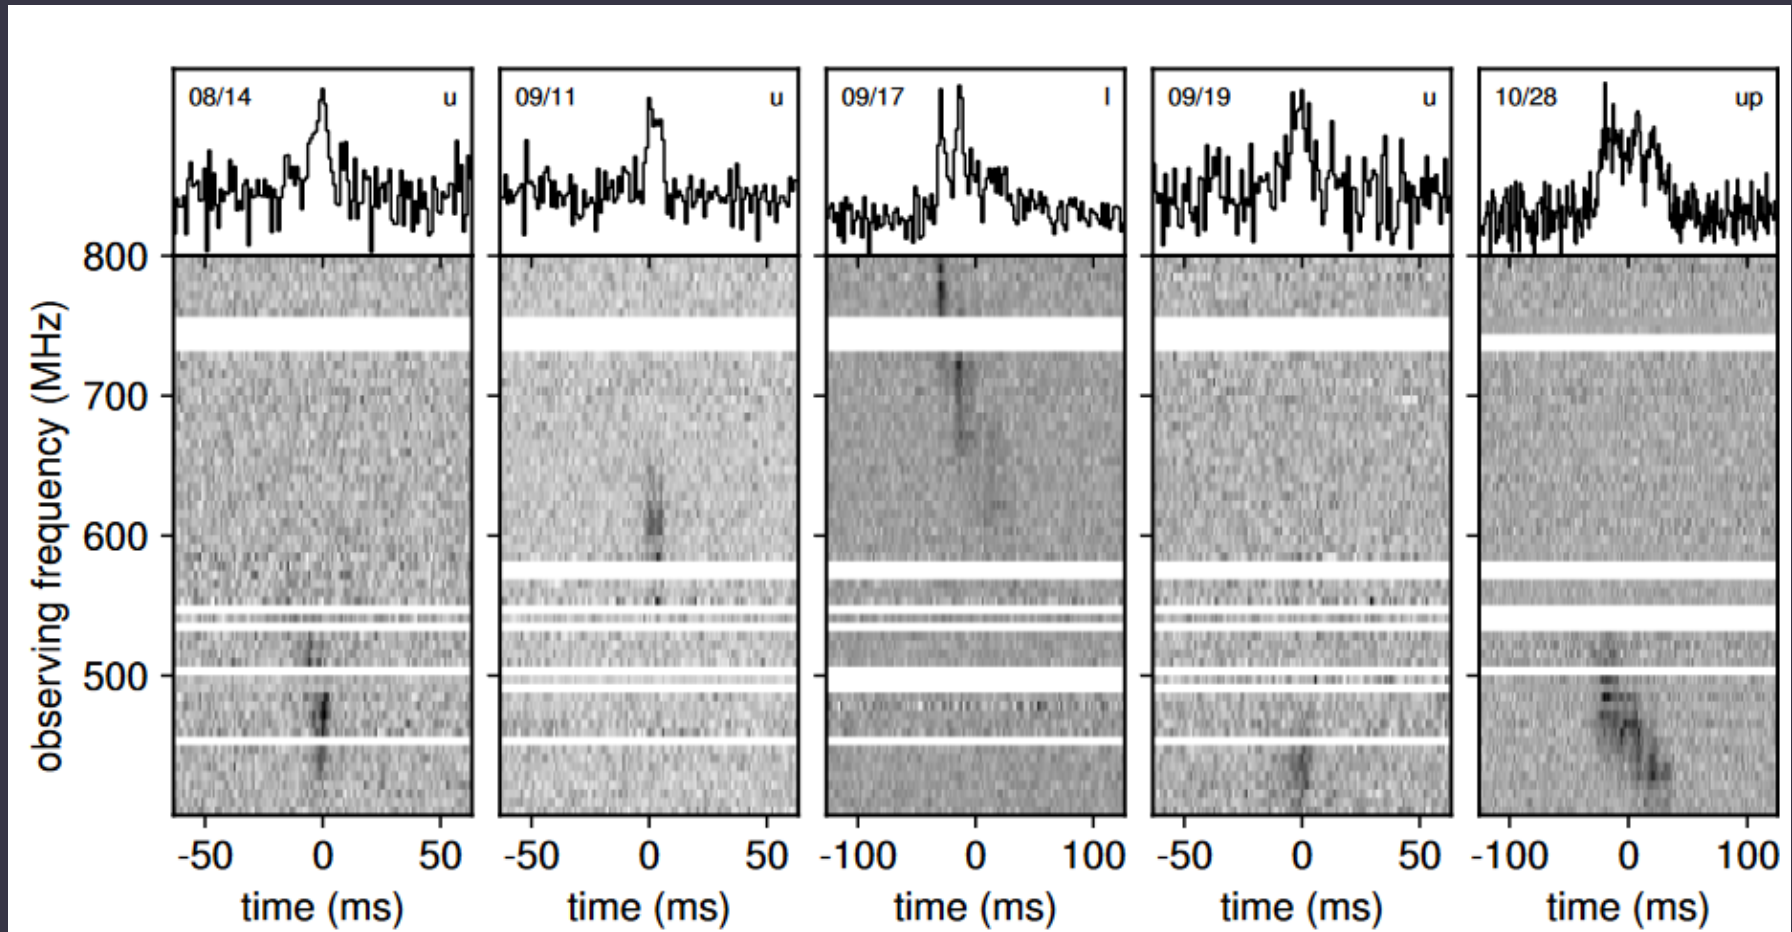 08/14 u
09/11 u
09/17 l
09/19 u
10/28 up
observing frequency (MHz)
800
700
600
500
-50 0 50
-50 0 50
-100 0 100
-50 0 50
-100 0 100
time (ms)
time (ms)
time (ms)
time (ms)
time (ms)